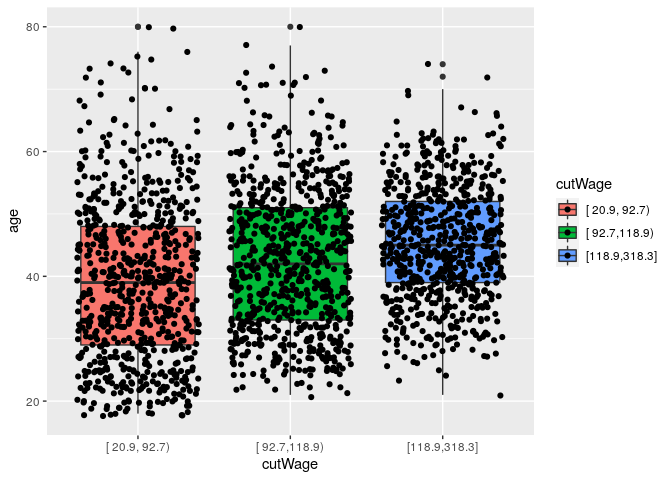 80
60
40
20
age
[ 20.9, 92.7)
[ 92.7,118.9)
[118.9,318.3]
cutWage
cutWage
[ 20.9, 92.7)
[ 92.7,118.9)
[118.9,318.3]